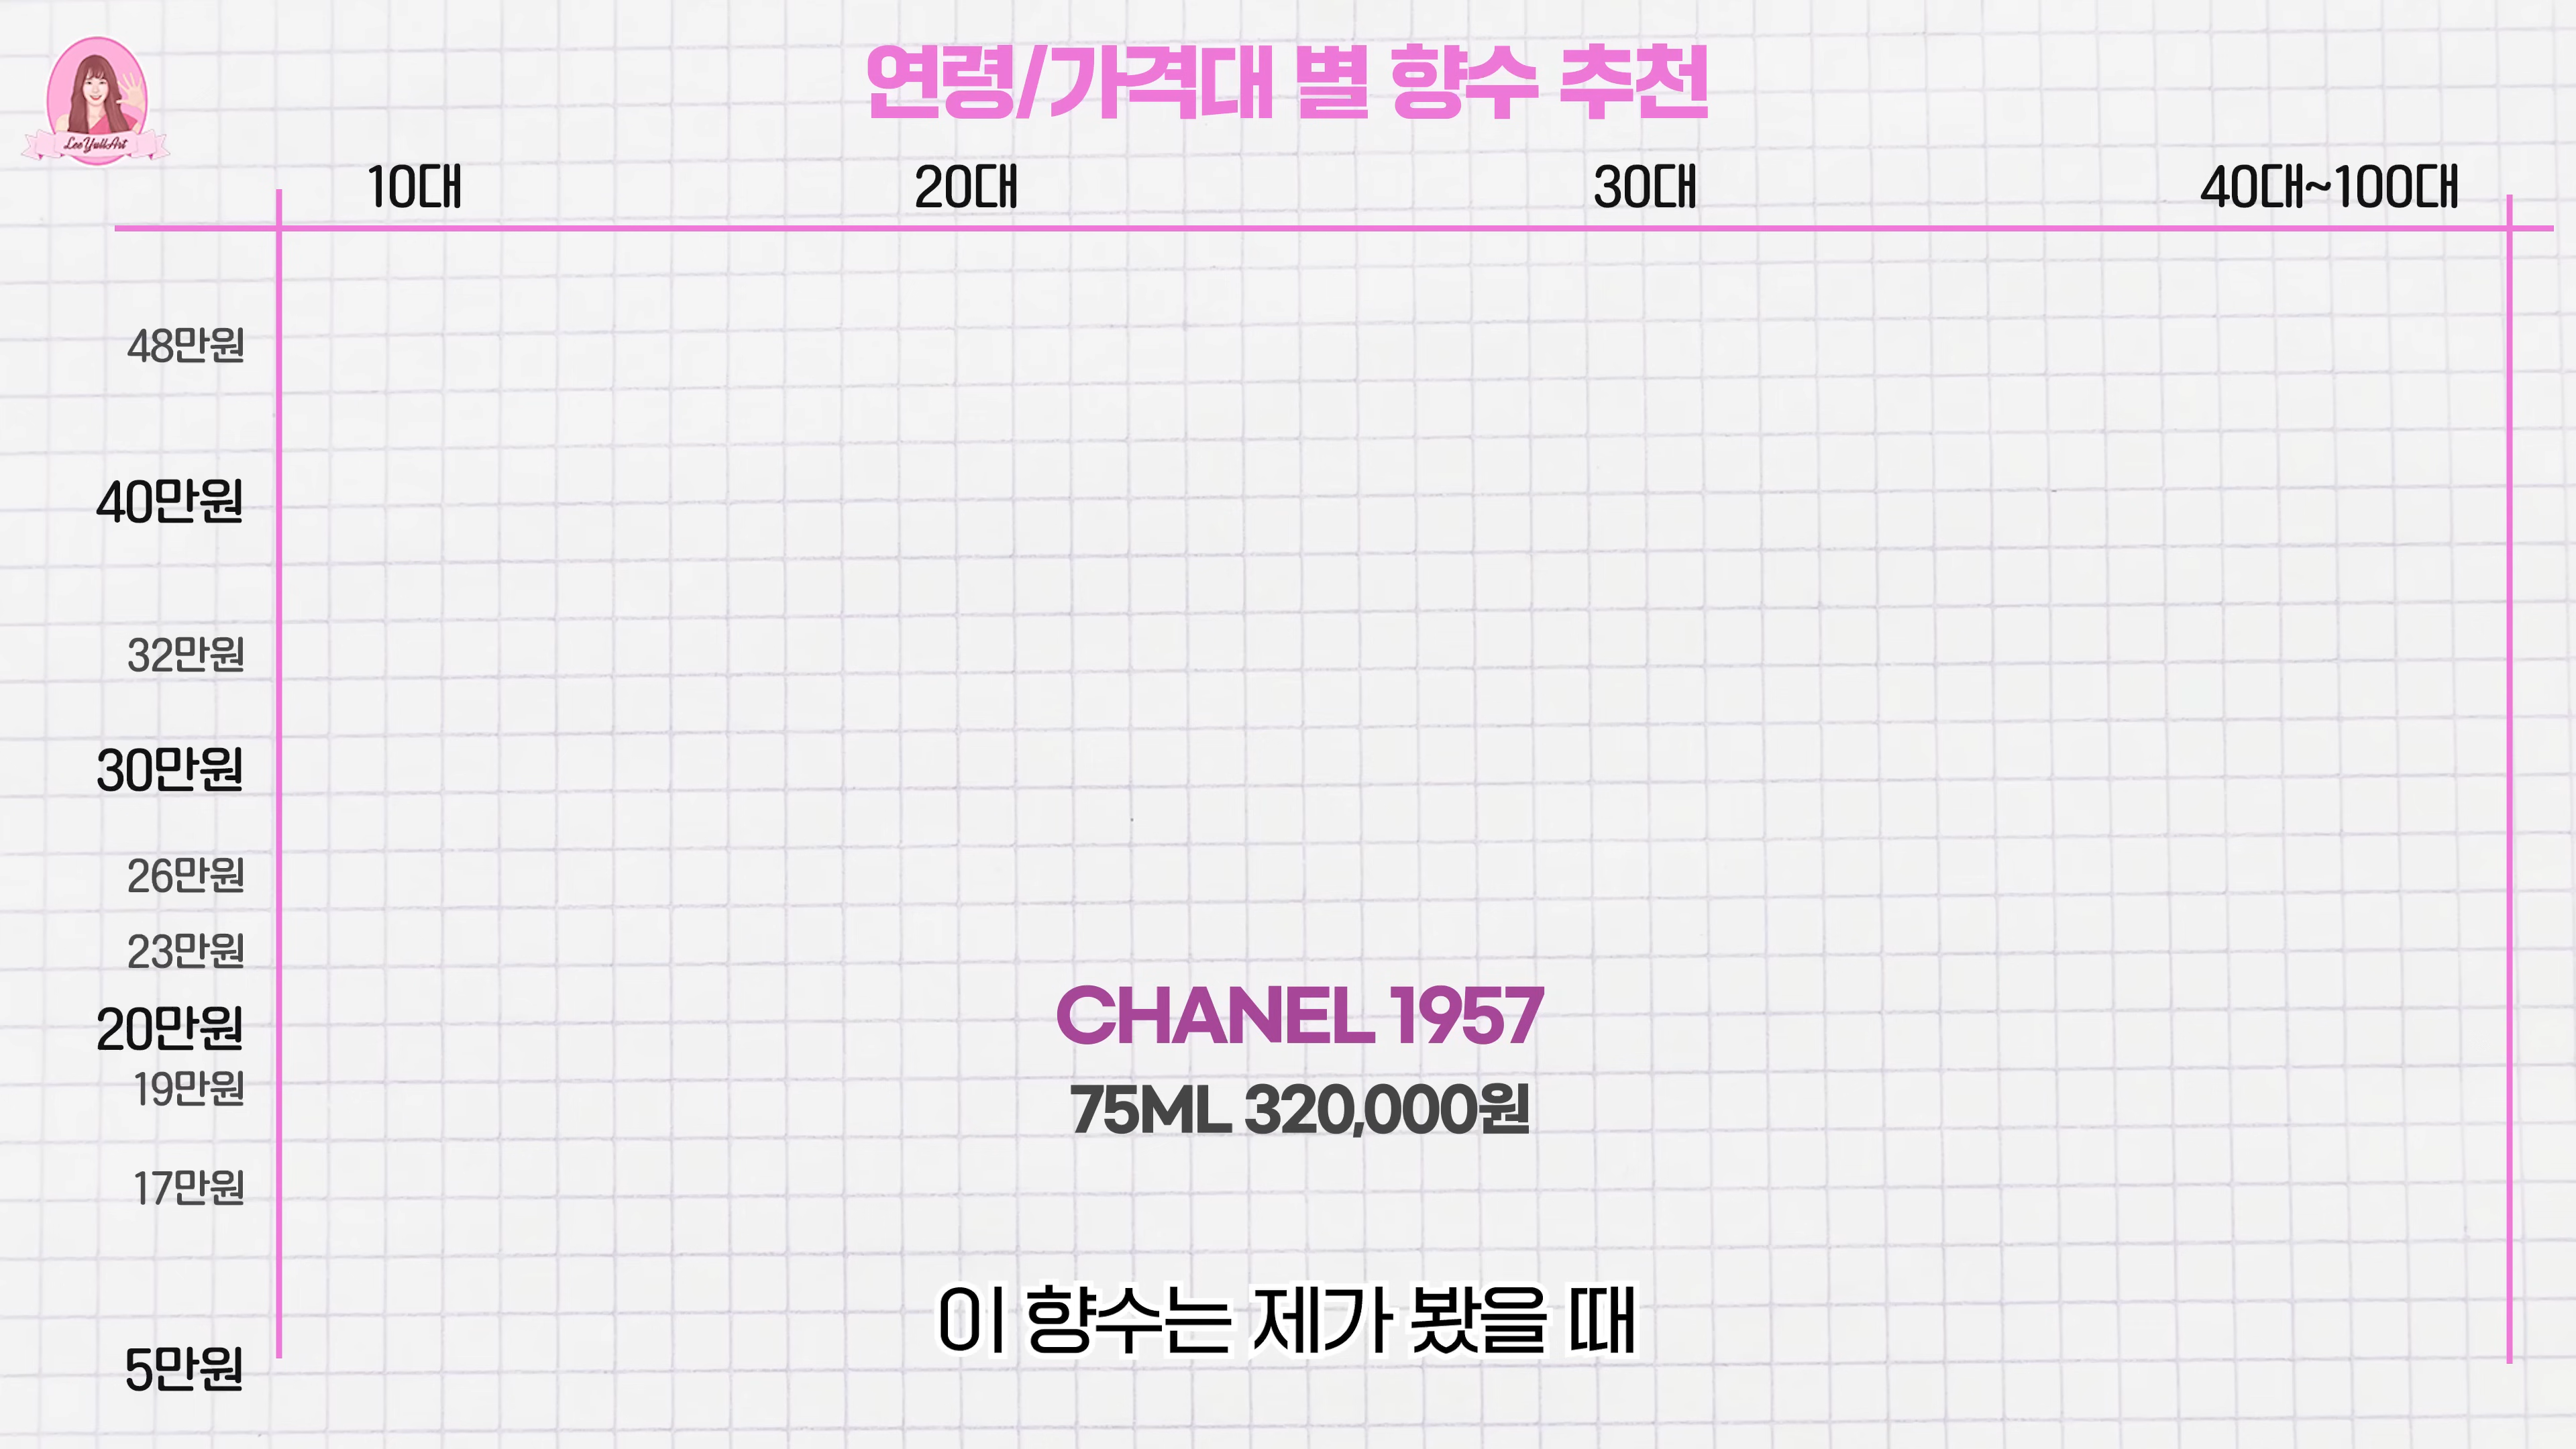 연령/가격대 별 향수 추천
LeeYullArt
10대 20대 30대 40대~100대
48만원
40만원
32만원
30만원
26만원
23만원
20만원
19만원
17만원
5만원
CHANEL 1957
75ML 320,000원
이 향수는 제가 봤을 때